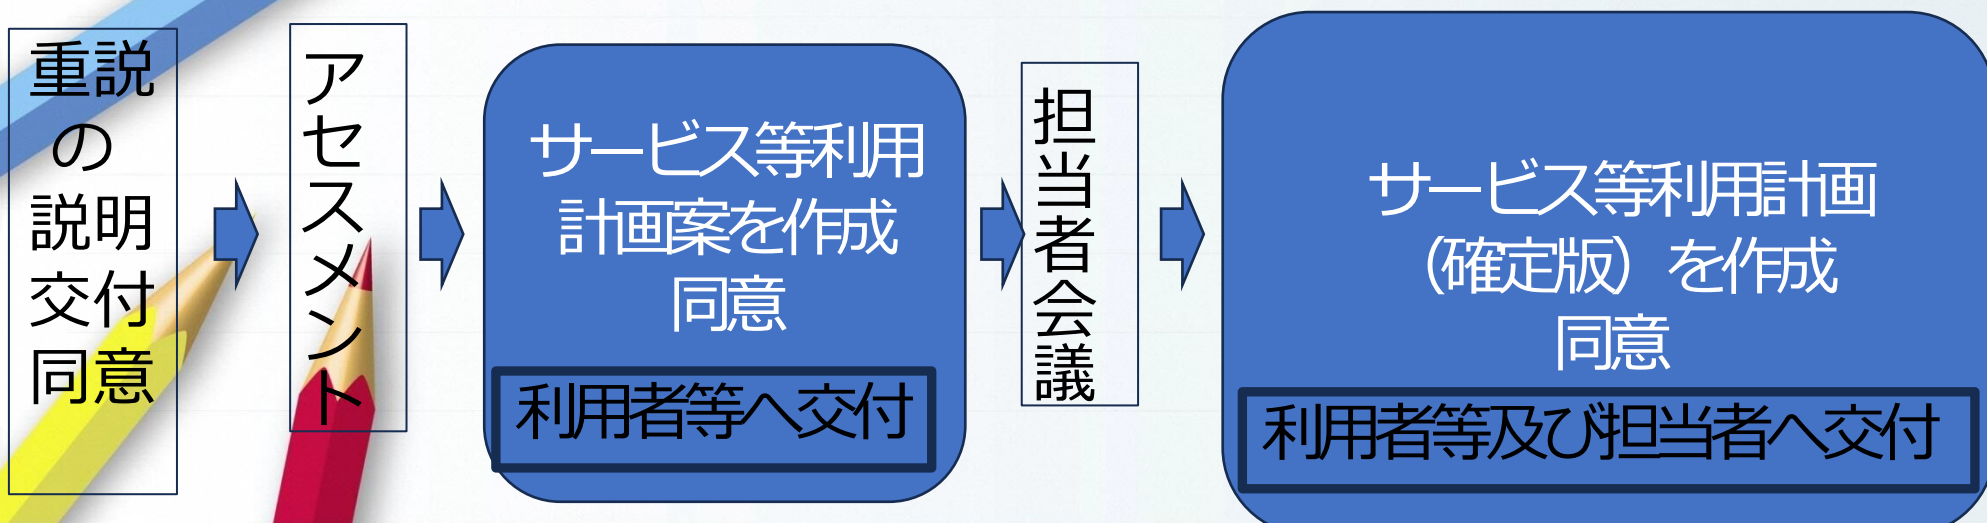 重説
の
説明
交付
同意
アセスメント
サービス等利用
計画案を作成
同意
利用者等へ交付
担当者会議
サービス等利用計画
（確定版）を作成
同意
利用者等及び担当者へ交付